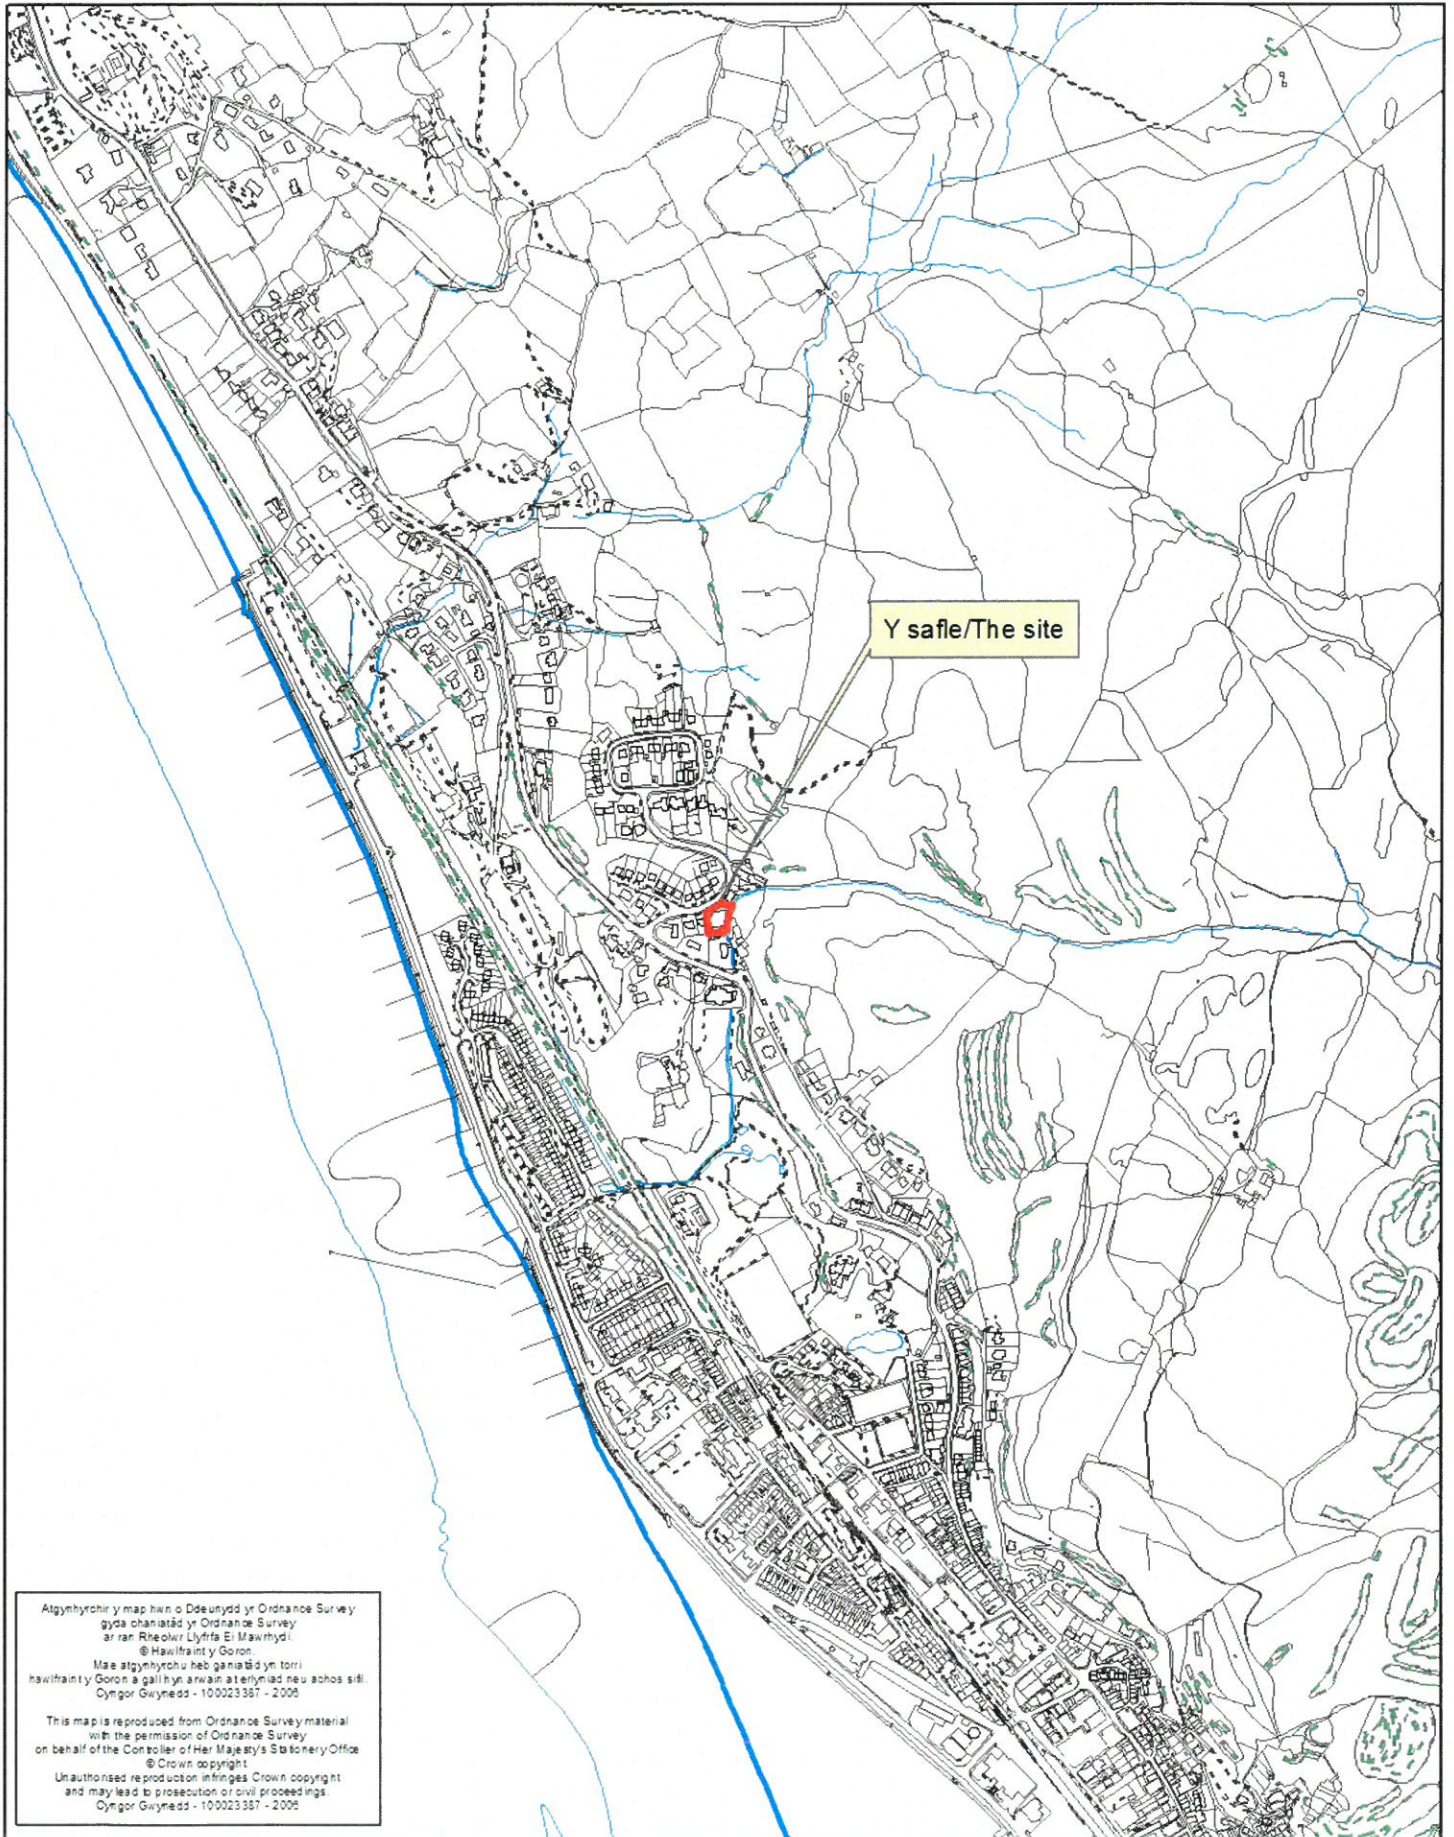 Y safle/The site
Atgynhyrchir y map hwn o Ddeunydd yr Ordnance Survey
gyda chaniatâd yr Ordnance Survey
ar ran Rheolwr Llyfrfa Ei Mawrhydi.
© Hawlfraint y Goron.
Mae atgynhyrchu heb ganiatâd yn torri
hawlfraint y Goron a gall hyn arwain at erlyniad neu achos sifil.
Cyngor Gwynedd - 100023387 -
This map is reproduced from Ordnance Survey material
with the permission of Ordnance Survey
on behalf of the Controller of Her Majesty's Stationery Office
© Crown copyright
Unauthorised reproduction infringes Crown copyright
and may lead to prosecution or civil proceedings.
Cyngor Gwynedd - 100023387 -